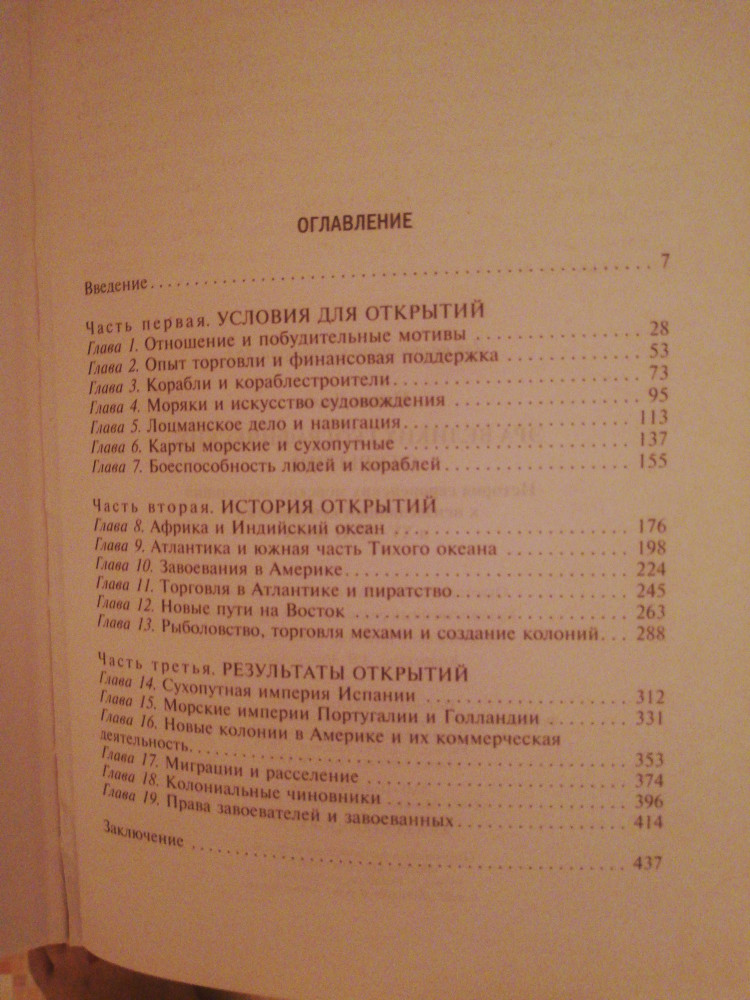 ОГЛАВЛЕНИЕ
Введение . . . . . . . . . . . . . . . . . . . . . . . . . . . . . . 7
Часть первая. УСЛОВИЯ ДЛЯ ОТКРЫТИЙ
Глава 1. Отношение и побудительные мотивы . . . . . . . . . . . . 28
Глава 2. Опыт торговли и финансовая поддержка . . . . . . . . . . 53
Глава 3. Корабли и кораблестроители . . . . . . . . . . . . . . . 73
Глава 4. Моряки и искусство судовождения . . . . . . . . . . . . 95
Глава 5. Лоцманское дело и навигация . . . . . . . . . . . . . . 113
Глава 6. Карты морские и сухопутные . . . . . . . . . . . . . . . 137
Глава 7. Боеспособность людей и кораблей . . . . . . . . . . . . 155
Часть вторая. ИСТОРИЯ ОТКРЫТИЙ
Глава 8. Африка и Индийский океан . . . . . . . . . . . . . . . . 176
Глава 9. Атлантика и южная часть Тихого океана . . . . . . . . . 198
Глава 10. Завоевания в Америке . . . . . . . . . . . . . . . . . 224
Глава 11. Торговля в Атлантике и пиратство . . . . . . . . . . . 245
Глава 12. Новые пути на Восток . . . . . . . . . . . . . . . . . 263
Глава 13. Рыболовство, торговля мехами и создание колоний . . . 288
Часть третья. РЕЗУЛЬТАТЫ ОТКРЫТИЙ
Глава 14. Сухопутная империя Испании . . . . . . . . . . . . . . 312
Глава 15. Морские империи Португалии и Голландии . . . . . . . . 331
Глава 16. Новые колонии в Америке и их коммерческая
деятельность . . . . . . . . . . . . . . . . . . . . . . . . . . 353
Глава 17. Миграции и расселение . . . . . . . . . . . . . . . . . 374
Глава 18. Колониальные чиновники . . . . . . . . . . . . . . . . 396
Глава 19. Права завоевателей и завоеванных . . . . . . . . . . . 414
Заключение . . . . . . . . . . . . . . . . . . . . . . . . . . . 437